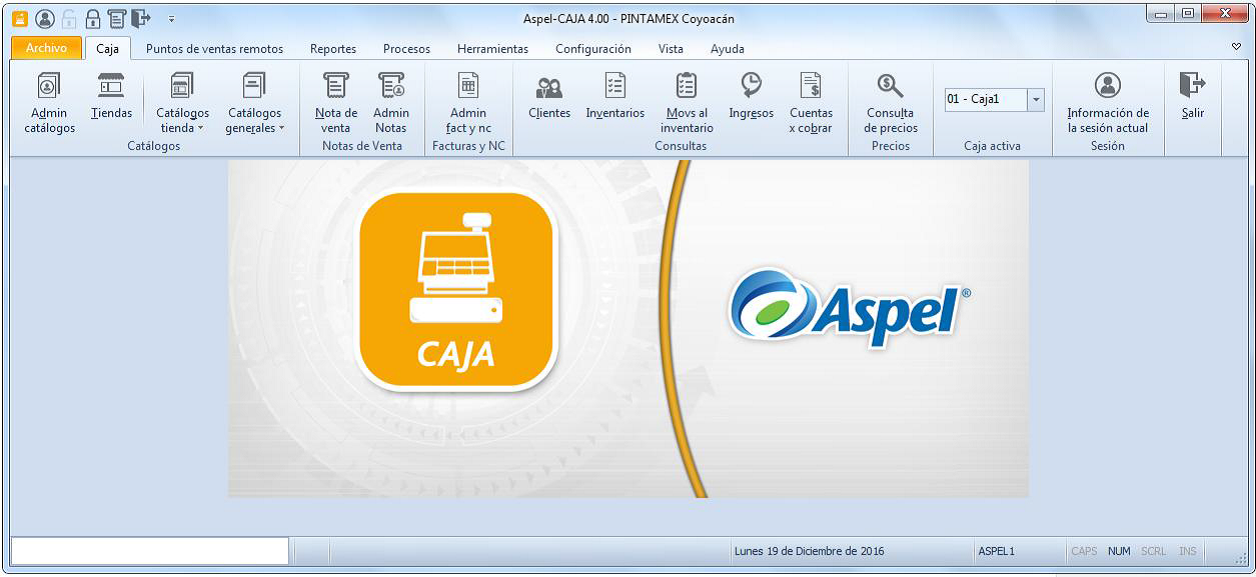 Aspel-CAJA 4.00 - PINTAMEX Coyoacán
Archivo Caja Puntos de ventas remotos Reportes Procesos Herramientas Configuración Vista Ayuda
Admin catálogos
Tiendas
Catálogos tienda
Catálogos generales
Catálogos
Nota de venta
Admin Notas
Notas de Venta
Admin fact y nc
Facturas y NC
Clientes
Inventarios
Movs al inventario
Ingresos
Cuentas x cobrar
Consultas
Consulta de precios
Precios
01 - Caja1
Caja activa
Información de la sesión actual
Sesión
Salir
CAJA
Aspel®
Lunes 19 de Diciembre de 2016 ASPEL1 CAPS NUM SCRL INS